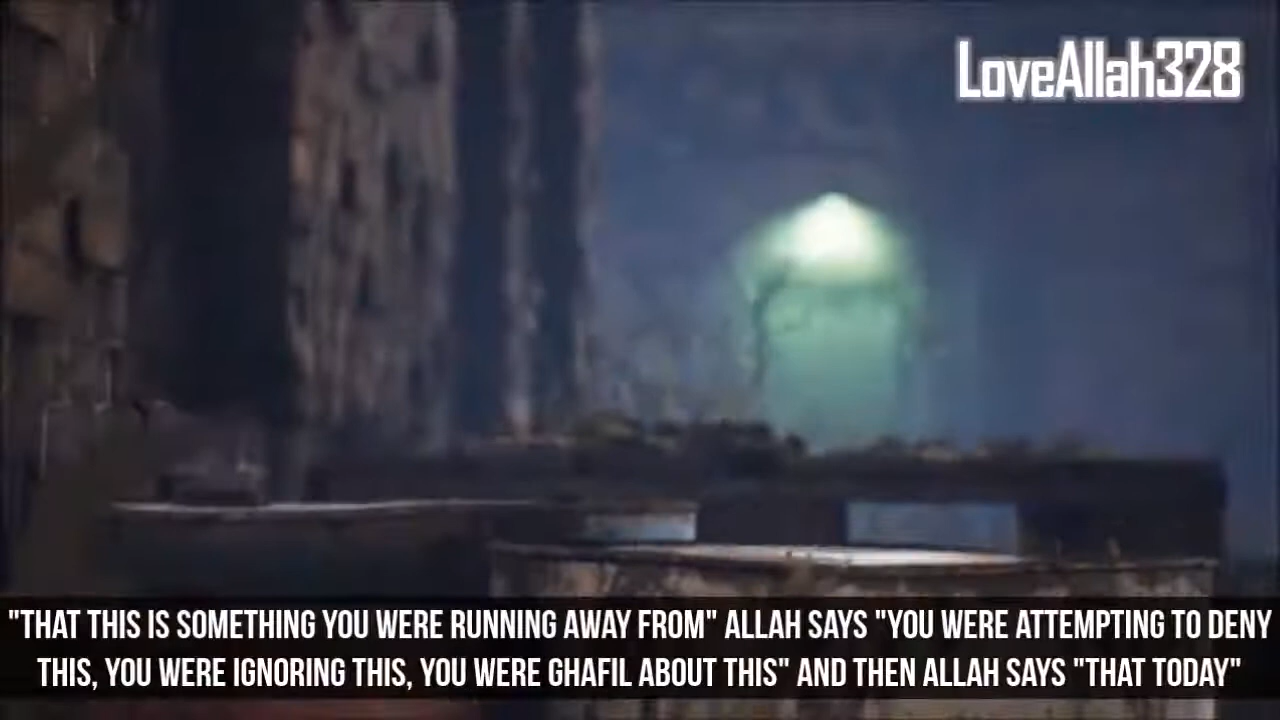 LoveAllah328
"THAT THIS IS SOMETHING YOU WERE RUNNING AWAY FROM" ALLAH SAYS "YOU WERE ATTEMPTING TO DENY
THIS, YOU WERE IGNORING THIS, YOU WERE GHAFIL ABOUT THIS" AND THEN ALLAH SAYS "THAT TODAY"